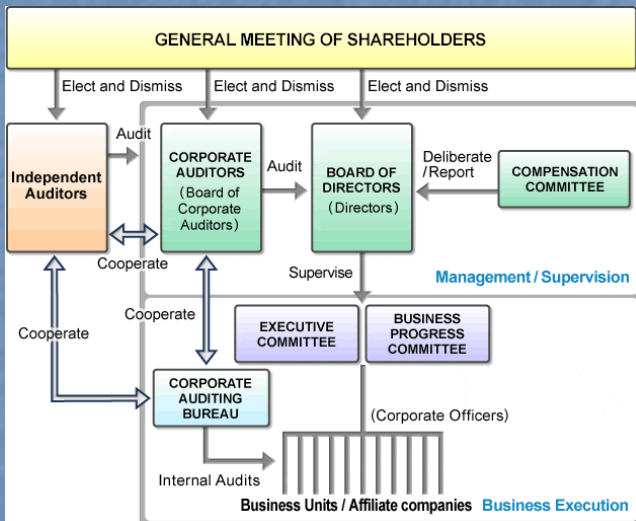 GENERAL MEETING OF SHAREHOLDERS
Elect and Dismiss
Elect and Dismiss
Elect and Dismiss
Independent
Auditors
Audit
CORPORATE
AUDITORS
(Board of
Corporate
Auditors)
Audit
BOARD OF
DIRECTORS
(Directors)
Deliberate
/Report
COMPENSATION
COMMITTEE
Cooperate
Supervise
Management / Supervision
Cooperate
Cooperate
EXECUTIVE
COMMITTEE
BUSINESS
PROGRESS
COMMITTEE
CORPORATE
AUDITING
BUREAU
(Corporate Officers)
Internal Audits
Business Units / Affiliate companies
Business Execution